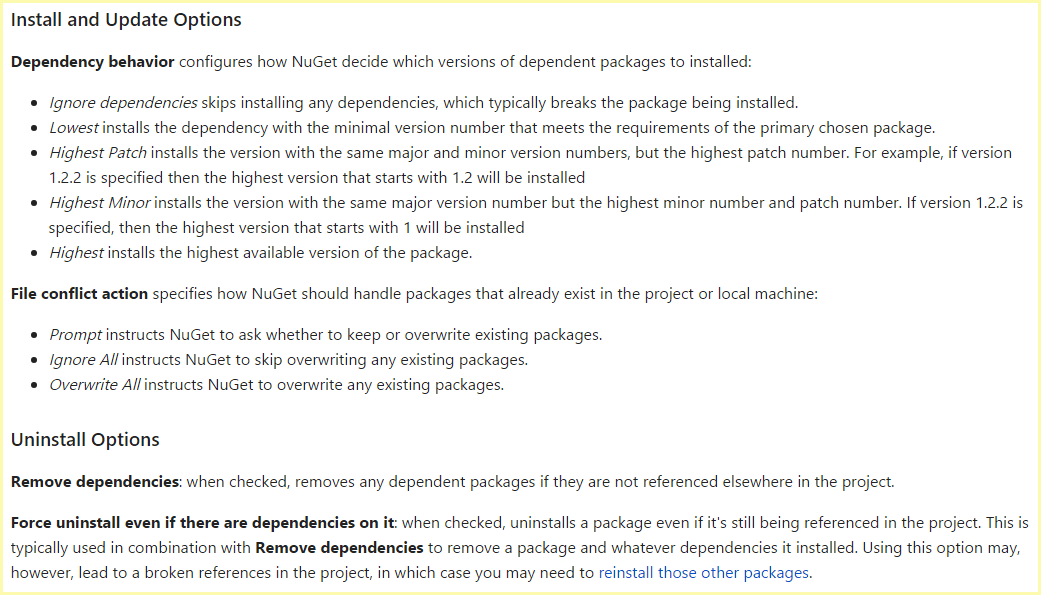 Install and Update Options
Dependency behavior configures how NuGet decide which versions of dependent packages to installed:
• Ignore dependencies skips installing any dependencies, which typically breaks the package being installed.
• Lowest installs the dependency with the minimal version number that meets the requirements of the primary chosen package.
• Highest Patch installs the version with the same major and minor version numbers, but the highest patch number. For example, if version
1.2.2 is specified then the highest version that starts with 1.2 will be installed
• Highest Minor installs the version with the same major version number but the highest minor number and patch number. If version 1.2.2 is
specified, then the highest version that starts with 1 will be installed
• Highest installs the highest available version of the package.
File conflict action specifies how NuGet should handle packages that already exist in the project or local machine:
• Prompt instructs NuGet to ask whether to keep or overwrite existing packages.
• Ignore All instructs NuGet to skip overwriting any existing packages.
• Overwrite All instructs NuGet to overwrite any existing packages.
Uninstall Options
Remove dependencies: when checked, removes any dependent packages if they are not referenced elsewhere in the project.
Force uninstall even if there are dependencies on it: when checked, uninstalls a package even if it's still being referenced in the project. This is
typically used in combination with Remove dependencies to remove a package and whatever dependencies it installed. Using this option may,
however, lead to a broken references in the project, in which case you may need to reinstall those other packages.